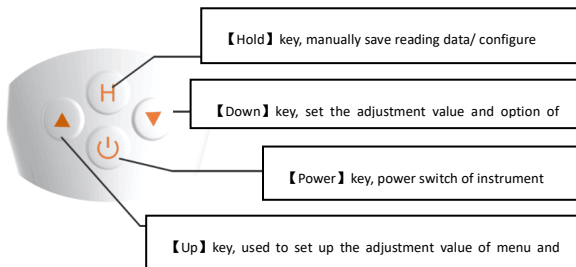 【Hold】key, manually save reading data/ configure
H
【Down】key, set the adjustment value and option of
【Power】key, power switch of instrument
【Up】key, used to set up the adjustment value of menu and